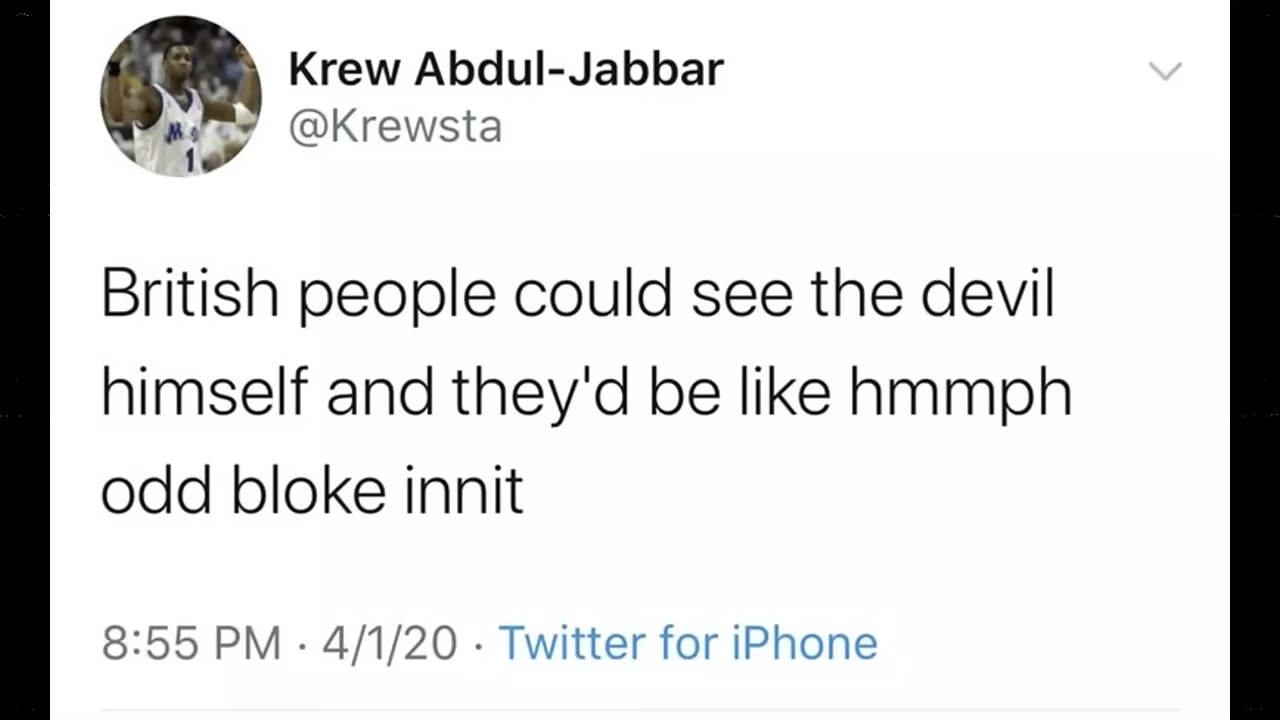 Krew Abdul-Jabbar
@Krewsta
British people could see the devil
himself and they'd be like hmmph
odd bloke innit
8:55 PM · 4/1/20 · Twitter for iPhone